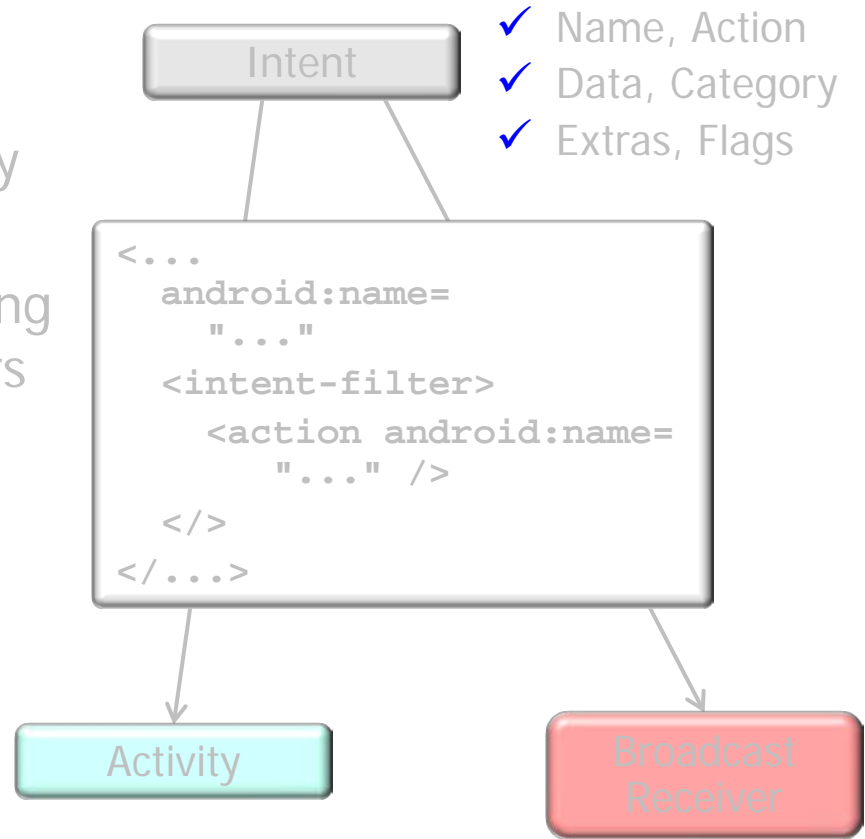 Intent
Name, Action
Data, Category
Extras, Flags
<...
android:name=
"..."
<intent-filter>
<action android:name=
"..." />
</>
</...>
Activity
Broadcast
Receiver